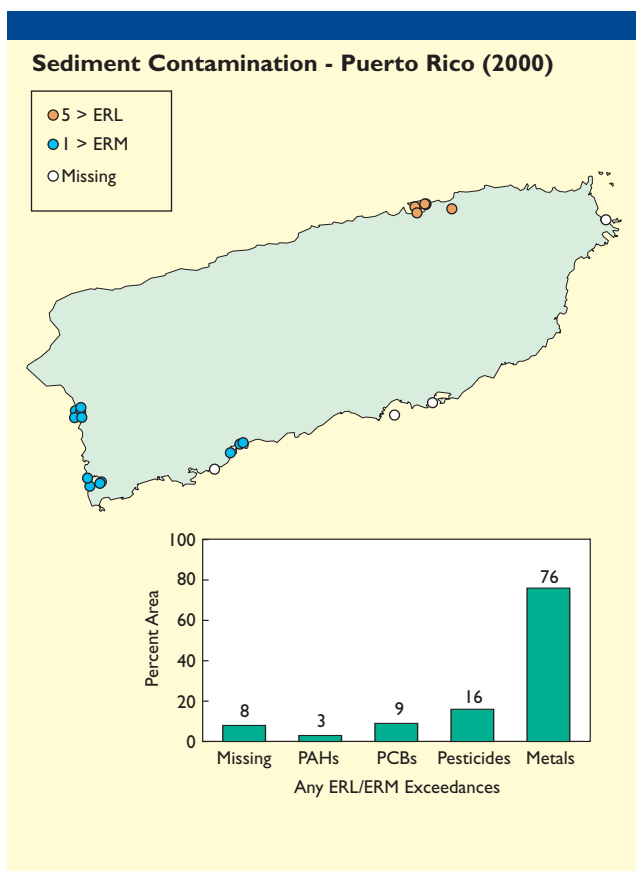 Sediment Contamination - Puerto Rico (2000)
5 > ERL
1 > ERM
Missing
100
80
60
40
20
0
Percent Area
8
3
9
16
76
Missing PAHs PCBs Pesticides Metals
Any ERL/ERM Exceedances